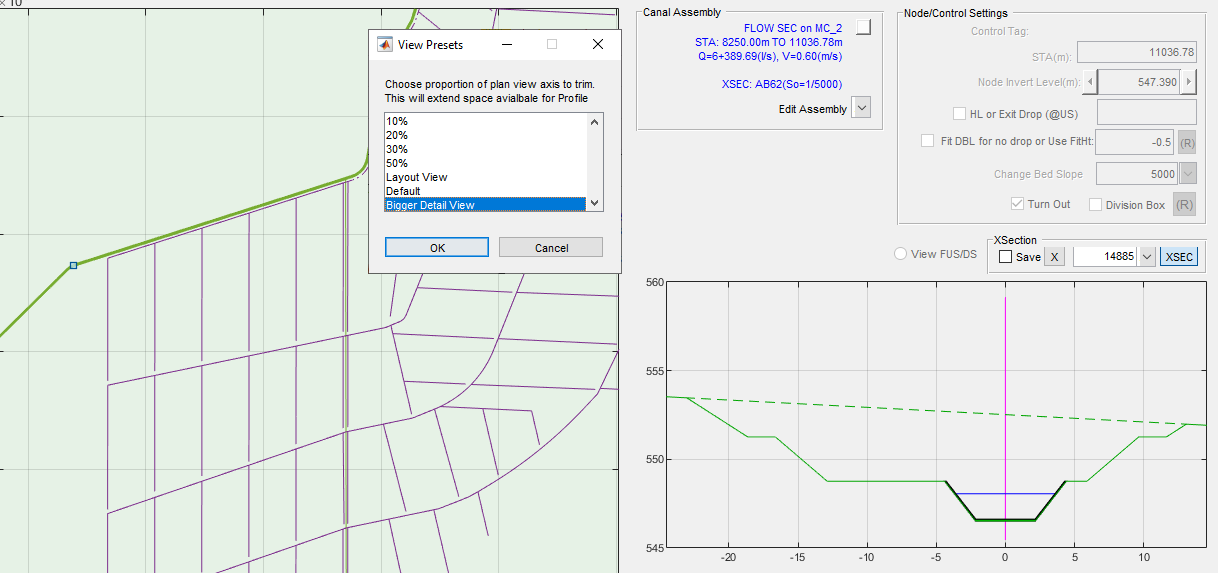 × 10
View Presets
Choose proportion of plan view axis to trim.
This will extend space avialbale for Profile
10%
20%
30%
50%
Layout View
Default
Bigger Detail View
OK
Cancel
Canal Assembly
FLOW SEC on MC_2
STA: 8250.00m TO 11036.78m
Q=6+389.69(l/s), V=0.60(m/s)
XSEC: AB62(So=1/5000)
Edit Assembly
Node/Control Settings
Control Tag:
STA(m):
11036.78
Node Invert Level(m):
547.390
HL or Exit Drop (@US)
Fit DBL for no drop or Use FitHt:
-0.5
(R)
Change Bed Slope
5000
Turn Out
Division Box
(R)
View FUS/DS
XSection
Save
X
14885
XSEC
560
555
550
545
-20
-15
-10
-5
0
5
10